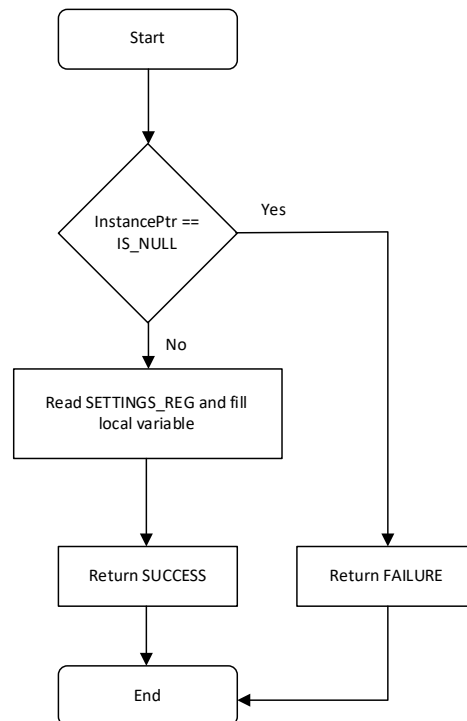 Start
InstancePtr ==
IS_NULL
Yes
No
Read SETTINGS_REG and fill
local variable
Return SUCCESS
Return FAILURE
End